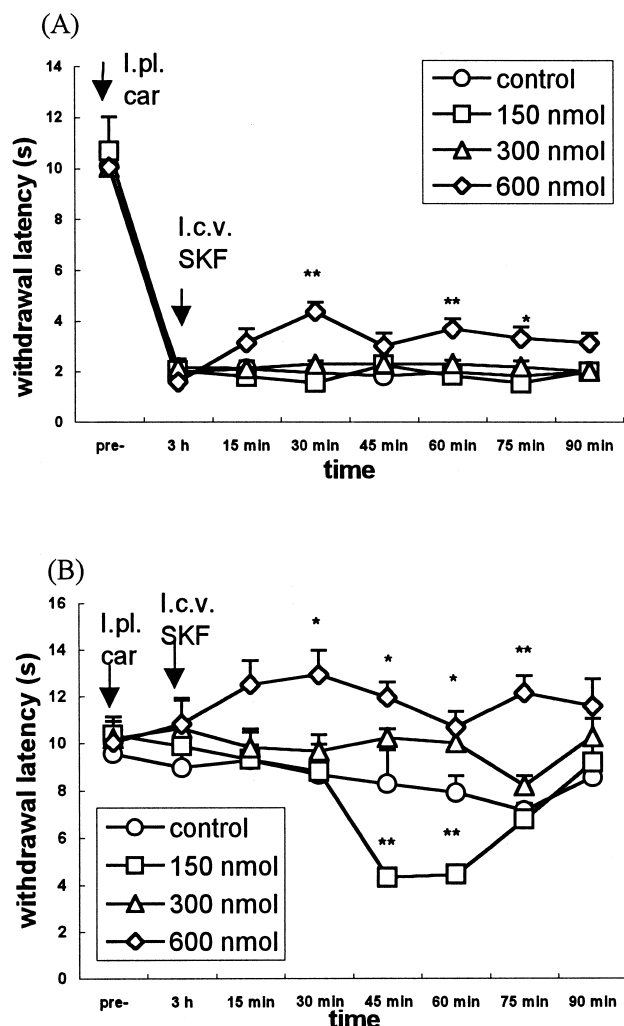 (A)
I.pl.
car
I.c.v.
SKF
control
150 nmol
300 nmol
600 nmol
withdrawal latency (s)
14
12
10
8
6
4
2
0
**
**
*
pre-
3 h
15 min
30 min
45 min
60 min
75 min
90 min
time
(B)
I.pl.
car
I.c.v.
SKF
withdrawal latency (s)
16
14
12
10
8
6
4
2
0
*
*
*
**
**
**
control
150 nmol
300 nmol
600 nmol
pre-
3 h
15 min
30 min
45 min
60 min
75 min
90 min